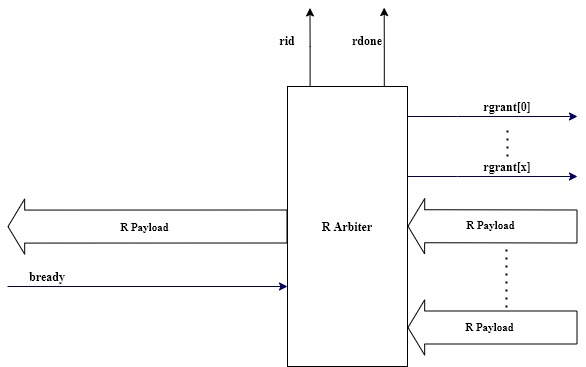 rid
rdone
rgrant[0]
rgrant[x]
R Payload
R Arbiter
R Payload
bready
R Payload